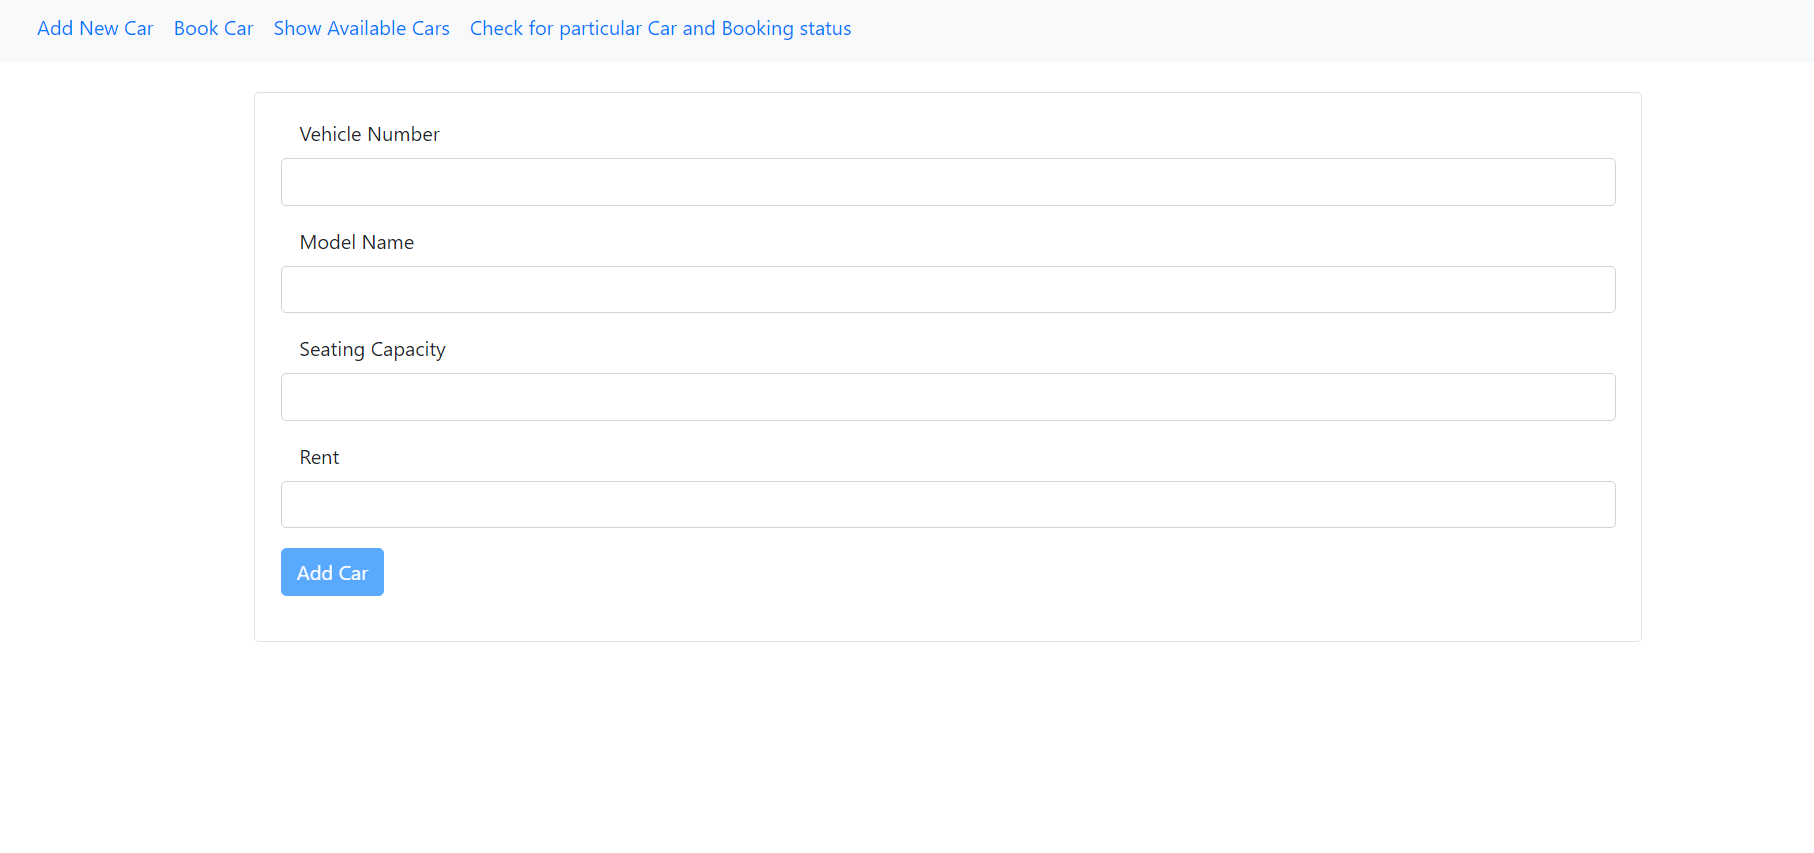 Add New Car Book Car Show Available Cars Check for particular Car and Booking status
Vehicle Number
Model Name
Seating Capacity
Rent
Add Car